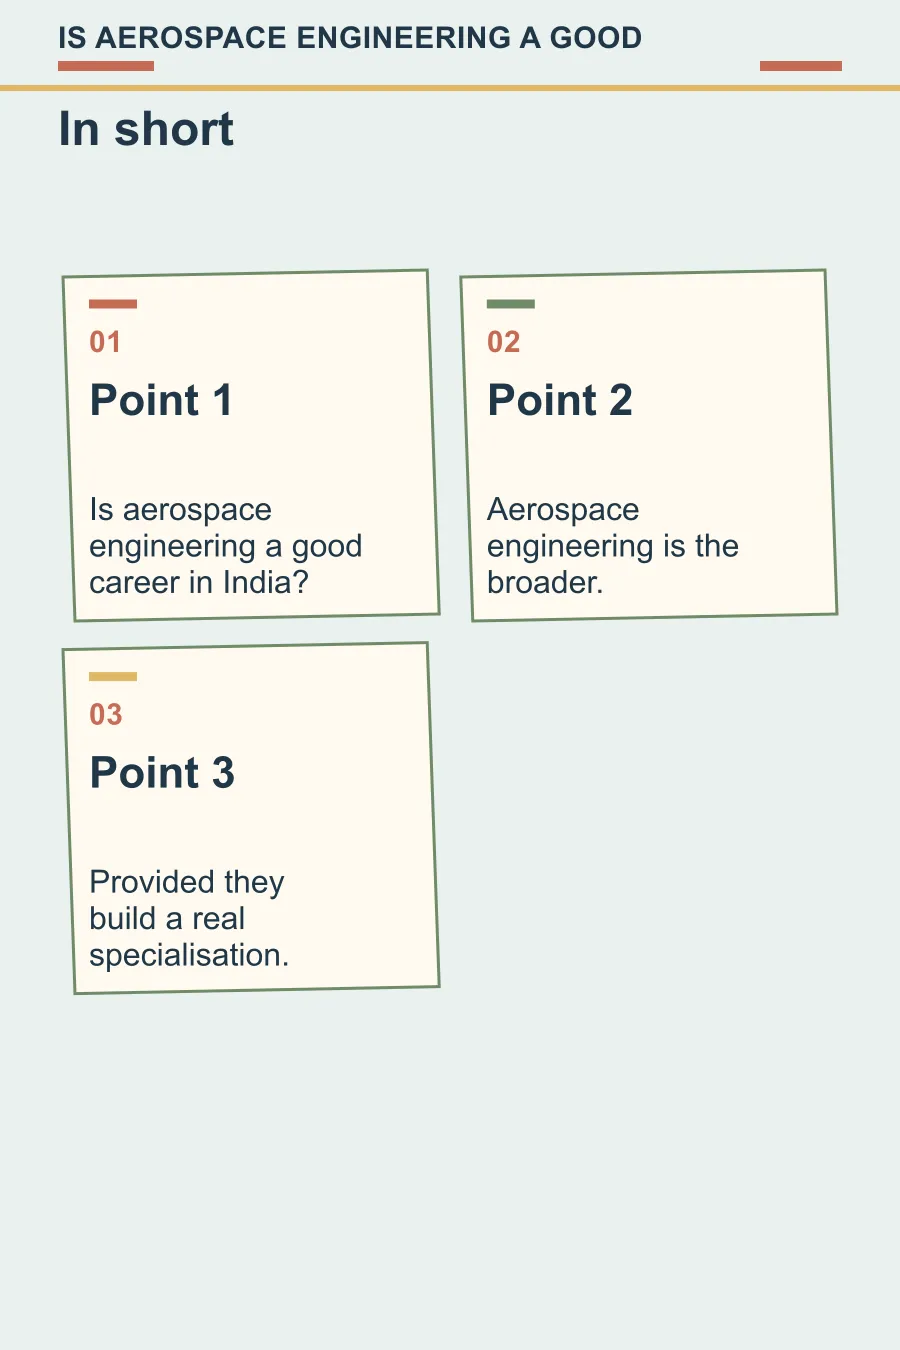 IS AEROSPACE ENGINEERING A GOOD
In short
01
Point 1
Is aerospace
engineering a good
career in India?
02
Point 2
Aerospace
engineering is the
broader.
03
Point 3
Provided they
build a real
specialisation.